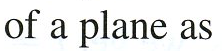 of a plane as